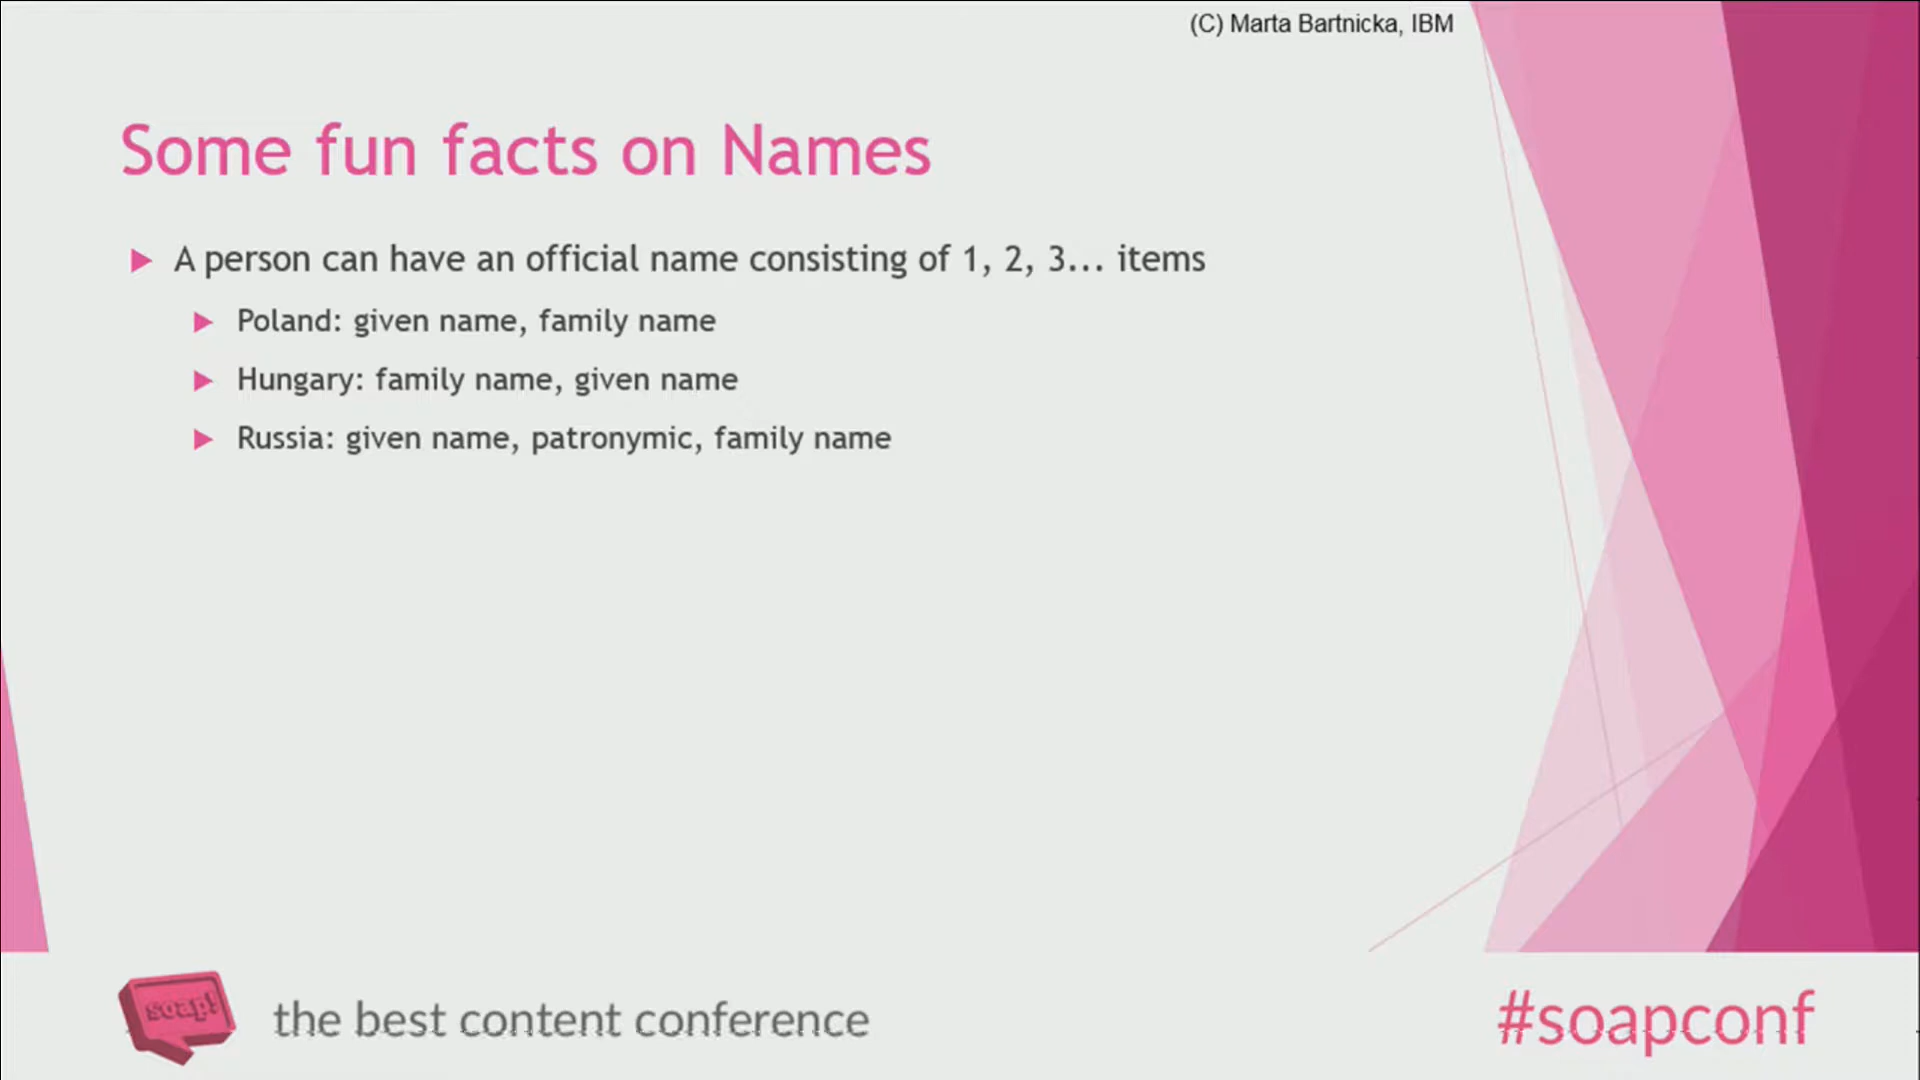 (C) Marta Bartnicka, IBM
Some fun facts on Names
A person can have an official name consisting of 1, 2, 3... items
Poland: given name, family name
Hungary: family name, given name
Russia: given name, patronymic, family name
soap!
the best content conference
#soapconf